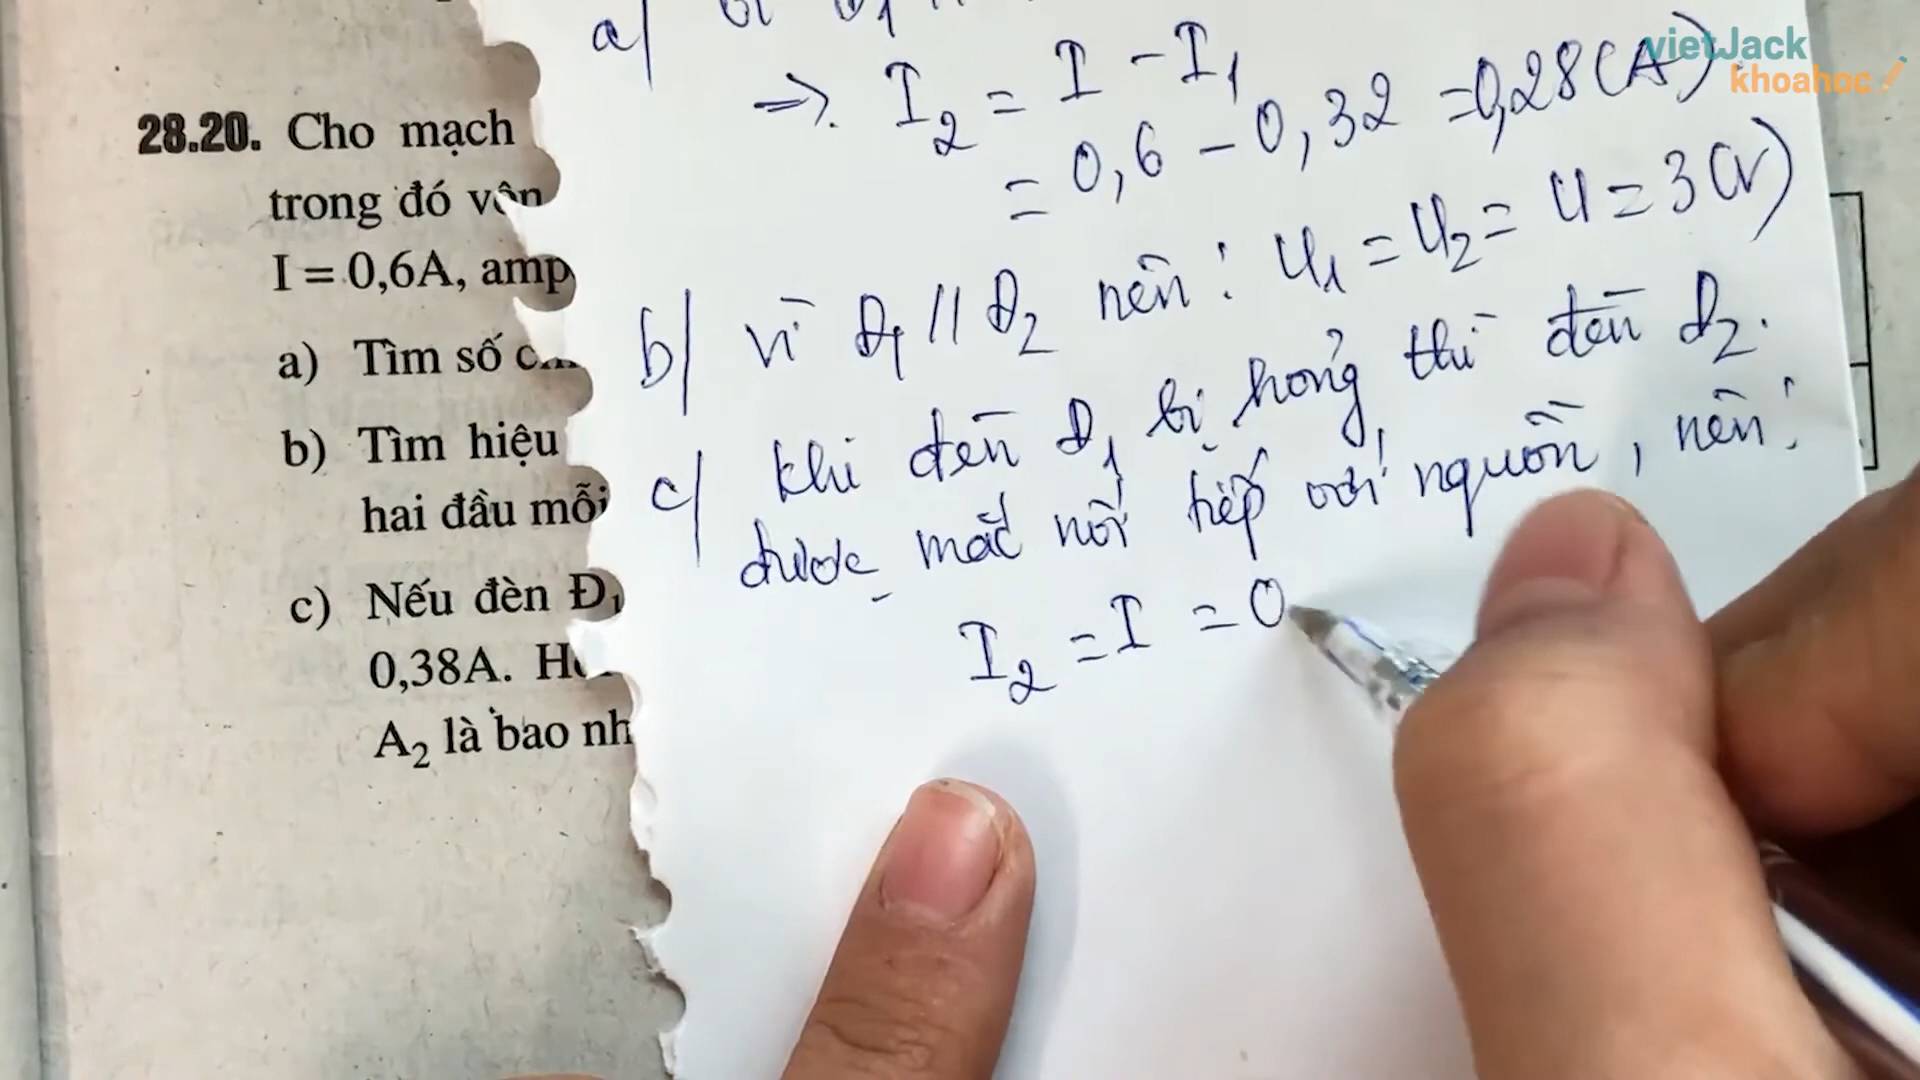 vietJack
khoahoc
28.20. Cho mạch
trong đó vôn
I = 0,6A, amp
a) Tìm số
b) Tìm hiệu
hai đầu mỗi
c) Nếu đèn Đ₁
0,38A.
A₂ là bao nh
a/
=> I₂ = I - I₁
= 0,6 - 0,32 = 0,28 (A).
b/ Vì Đ₁ // Đ₂ nên: U₁ = U₂ = U = 3 (V)
c/ Khi đèn Đ₁ bị hỏng thì đèn Đ₂
được mắc nối tiếp với nguồn, nên:
I₂ = I = 0